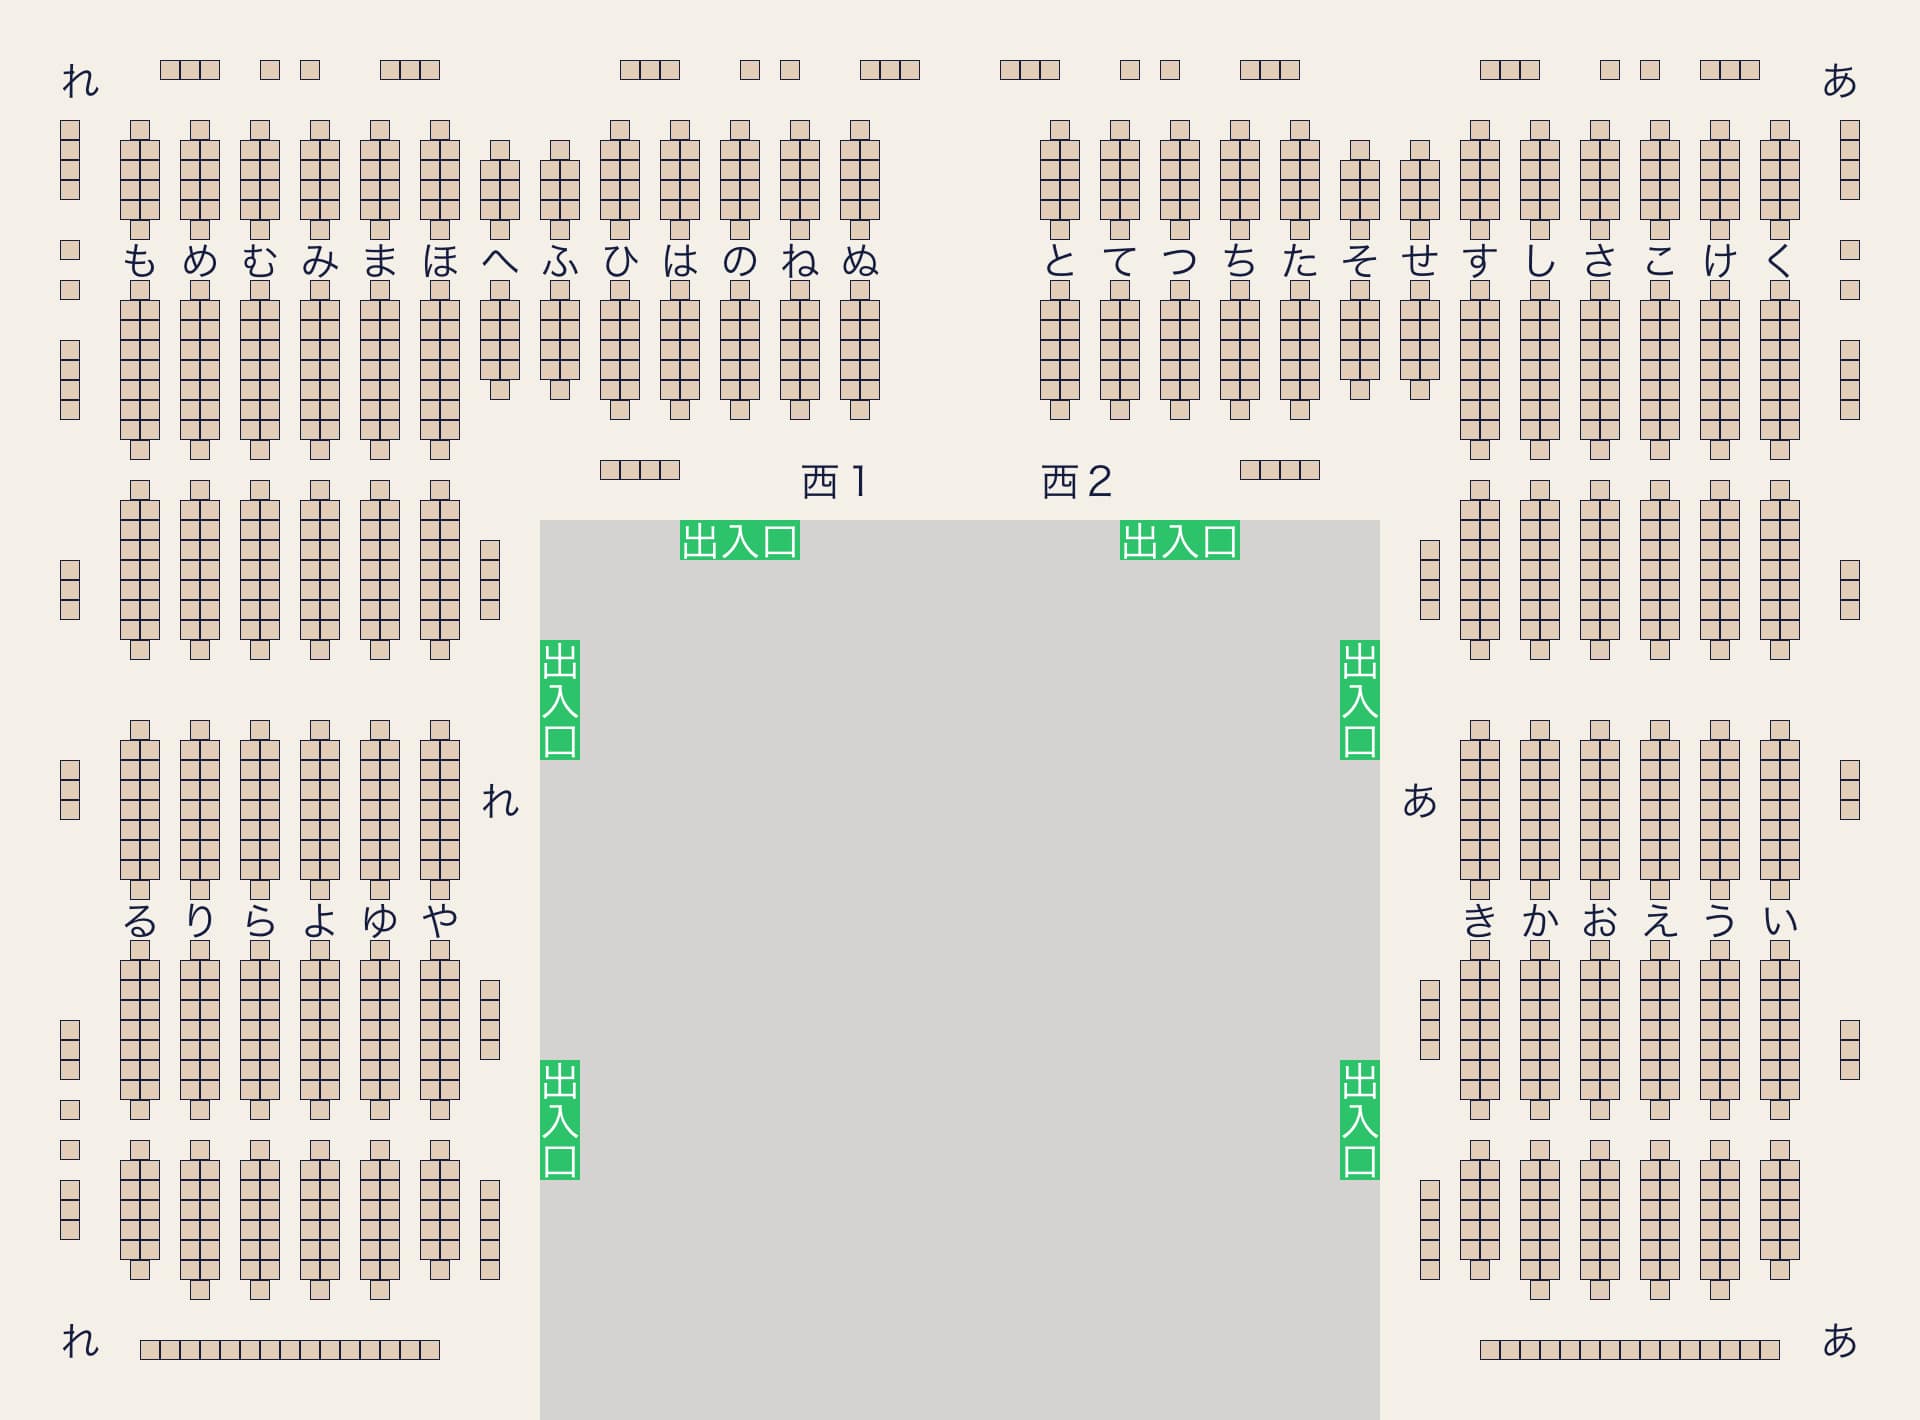 れ
あ
も め む み ま ほ へ ふ ひ は の ね ぬ
と て つ ち た そ せ す し さ こ け く
西1
西2
出入口
出入口
出入口
出入口
れ
あ
る り ら よ ゆ や
き か お え う い
出入口
出入口
れ
あ